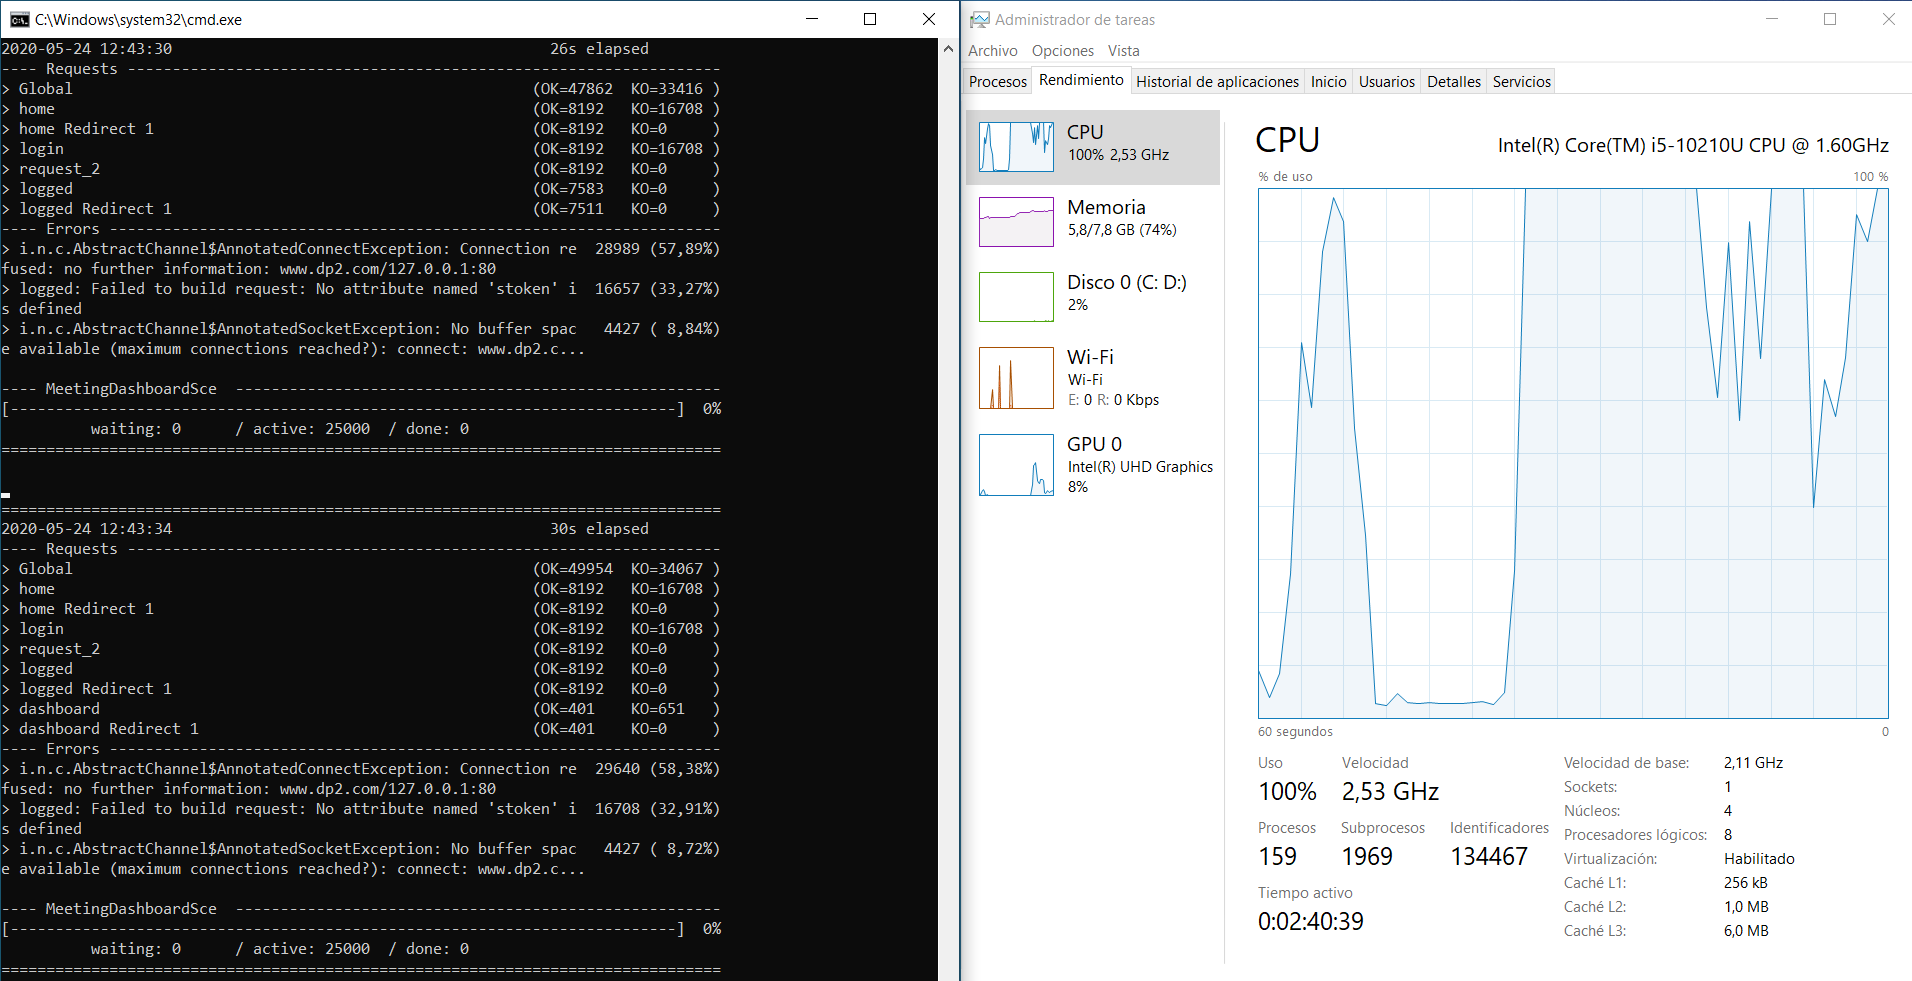 C:\Windows\system32\cmd.exe
2020-05-24 12:43:30                                          26s elapsed
---- Requests ------------------------------------------------------------------
> Global                                                   (OK=47862  KO=33416 )
> home                                                     (OK=8192   KO=16708 )
> home Redirect 1                                          (OK=8192   KO=0     )
> login                                                    (OK=8192   KO=16708 )
> request_2                                                (OK=8192   KO=0     )
> logged                                                   (OK=7583   KO=0     )
> logged Redirect 1                                        (OK=7511   KO=0     )
---- Errors --------------------------------------------------------------------
> i.n.c.AbstractChannel$AnnotatedConnectException: Connection re  28989 (57,89%)
fused: no further information: www.dp2.com/127.0.0.1:80
> logged: Failed to build request: No attribute named 'stoken' i  16657 (33,27%)
s defined
> i.n.c.AbstractChannel$AnnotatedSocketException: No buffer spac   4427 ( 8,84%)
e available (maximum connections reached?): connect: www.dp2.c...
---- MeetingDashboardSce  ------------------------------------------------------
[--------------------------------------------------------------------------]  0%
          waiting: 0      / active: 25000  / done: 0
================================================================================
================================================================================
2020-05-24 12:43:34                                          30s elapsed
---- Requests ------------------------------------------------------------------
> Global                                                   (OK=49954  KO=34067 )
> home                                                     (OK=8192   KO=16708 )
> home Redirect 1                                          (OK=8192   KO=0     )
> login                                                    (OK=8192   KO=16708 )
> request_2                                                (OK=8192   KO=0     )
> logged                                                   (OK=8192   KO=0     )
> logged Redirect 1                                        (OK=8192   KO=0     )
> dashboard                                                (OK=401    KO=651   )
> dashboard Redirect 1                                     (OK=401    KO=0     )
---- Errors --------------------------------------------------------------------
> i.n.c.AbstractChannel$AnnotatedConnectException: Connection re  29640 (58,38%)
fused: no further information: www.dp2.com/127.0.0.1:80
> logged: Failed to build request: No attribute named 'stoken' i  16708 (32,91%)
s defined
> i.n.c.AbstractChannel$AnnotatedSocketException: No buffer spac   4427 ( 8,72%)
e available (maximum connections reached?): connect: www.dp2.c...
---- MeetingDashboardSce  ------------------------------------------------------
[--------------------------------------------------------------------------]  0%
          waiting: 0      / active: 25000  / done: 0
================================================================================
Administrador de tareas
Archivo Opciones Vista
Procesos Rendimiento Historial de aplicaciones Inicio Usuarios Detalles Servicios
CPU
100% 2,53 GHz
Memoria
5,8/7,8 GB (74%)
Disco 0 (C: D:)
2%
Wi-Fi
Wi-Fi
E: 0 R: 0 Kbps
GPU 0
Intel(R) UHD Graphics
8%
CPU
Intel(R) Core(TM) i5-10210U CPU @ 1.60GHz
% de uso 100 %
60 segundos 0
Uso Velocidad
100% 2,53 GHz
Procesos Subprocesos Identificadores
159 1969 134467
Tiempo activo
0:02:40:39
Velocidad de base: 2,11 GHz
Sockets: 1
Núcleos: 4
Procesadores lógicos: 8
Virtualización: Habilitado
Caché L1: 256 kB
Caché L2: 1,0 MB
Caché L3: 6,0 MB